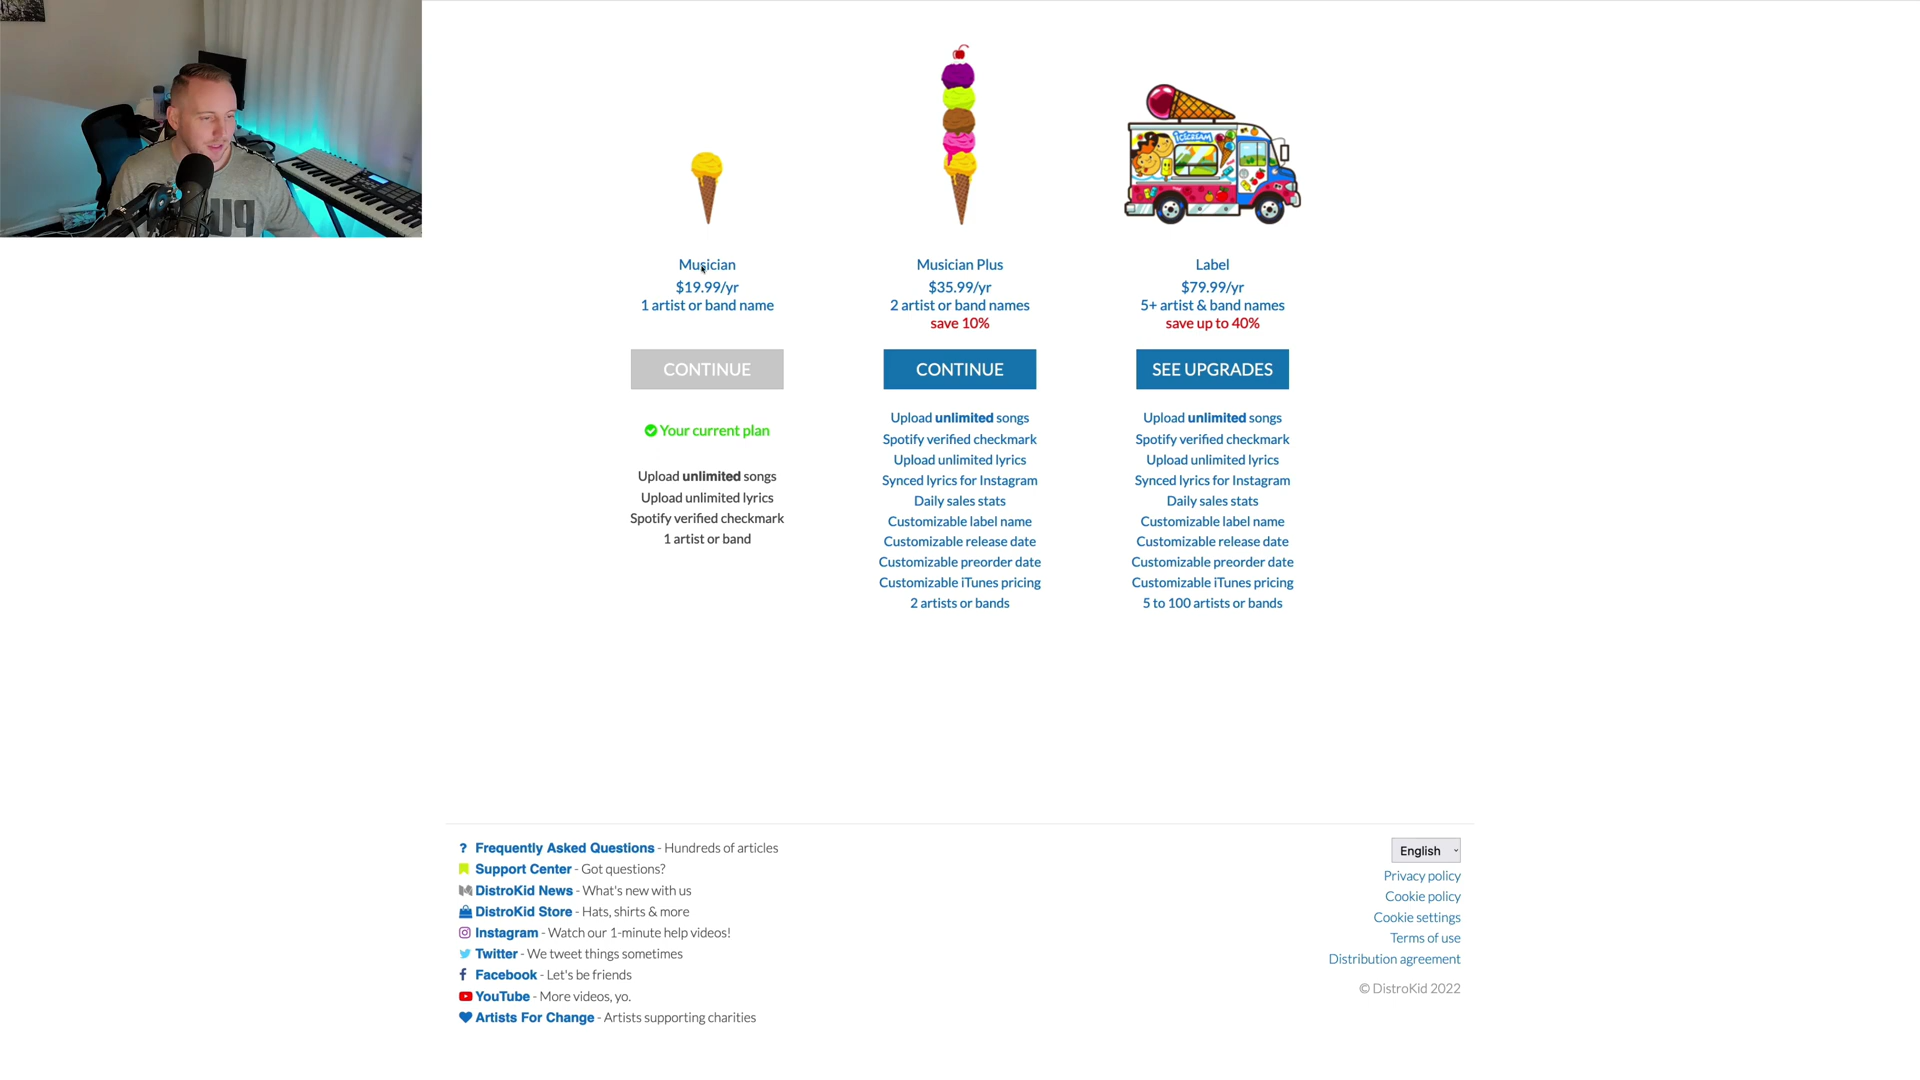 Musician
$19.99/yr
1 artist or band name
CONTINUE
Your current plan
Upload unlimited songs
Upload unlimited lyrics
Spotify verified checkmark
1 artist or band
Musician Plus
$35.99/yr
2 artist or band names
save 10%
CONTINUE
Upload unlimited songs
Spotify verified checkmark
Upload unlimited lyrics
Synced lyrics for Instagram
Daily sales stats
Customizable label name
Customizable release date
Customizable preorder date
Customizable iTunes pricing
2 artists or bands
ICECREAM
Label
$79.99/yr
5+ artist & band names
save up to 40%
SEE UPGRADES
Upload unlimited songs
Spotify verified checkmark
Upload unlimited lyrics
Synced lyrics for Instagram
Daily sales stats
Customizable label name
Customizable release date
Customizable preorder date
Customizable iTunes pricing
5 to 100 artists or bands
? Frequently Asked Questions - Hundreds of articles
Support Center - Got questions?
DistroKid News - What's new with us
DistroKid Store - Hats, shirts & more
Instagram - Watch our 1-minute help videos!
Twitter - We tweet things sometimes
Facebook - Let's be friends
YouTube - More videos, yo.
Artists For Change - Artists supporting charities
English
Privacy policy
Cookie policy
Cookie settings
Terms of use
Distribution agreement
© DistroKid 2022